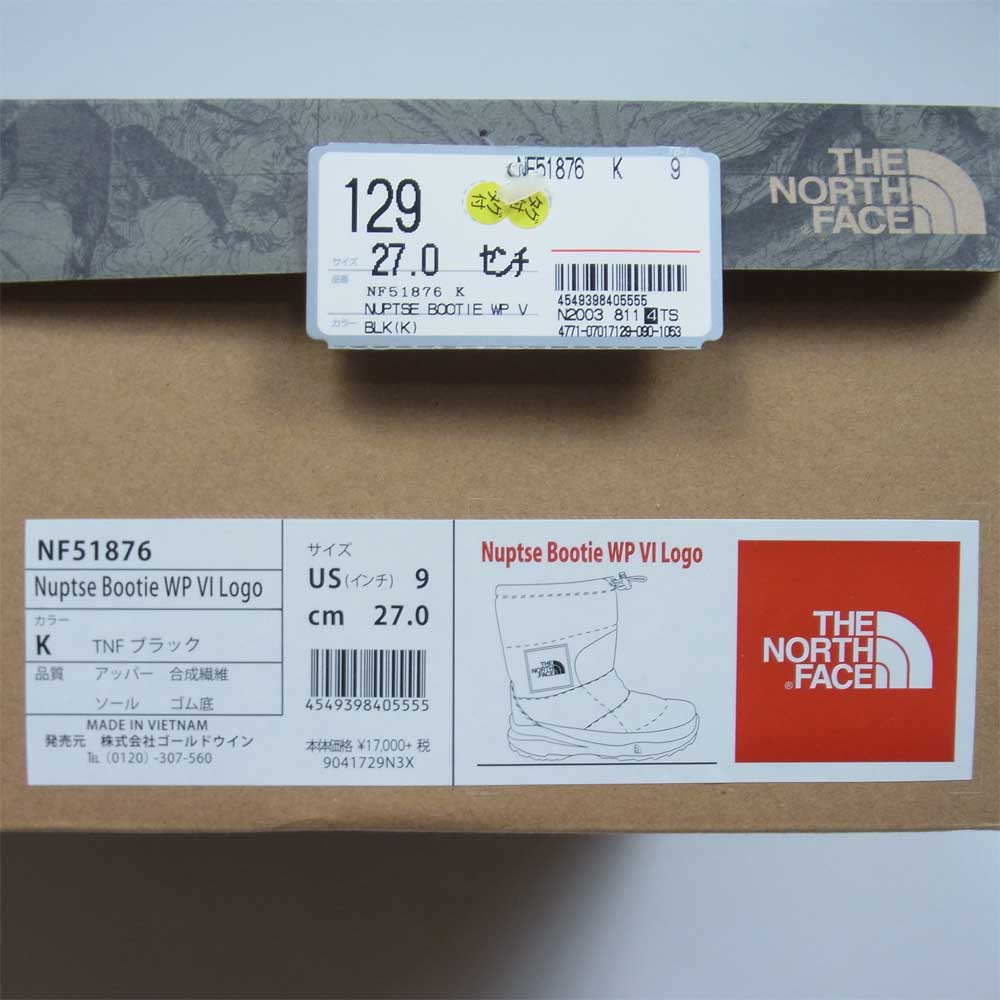 THE
NORTH
FACE
NF51876 K 9
129
サイズ 27.0 センチ
品番
NF51876 K
NUPTSE BOOTIE WP V
カラー BLK(K)
4549398405555
N2003 811 4 TS
4771-07017129-090-1053
NF51876
Nuptse Bootie WP VI Logo
カラー
K TNF ブラック
品質 アッパー 合成繊維
ソール ゴム底
MADE IN VIETNAM
発売元 株式会社ゴールドウイン
TEL (0120) -307-560
サイズ
US (インチ) 9
cm 27.0
4549398405555
本体価格 ¥17,000+ 税
9041729N3X
Nuptse Bootie WP VI Logo
THE
NORTH
®FACE